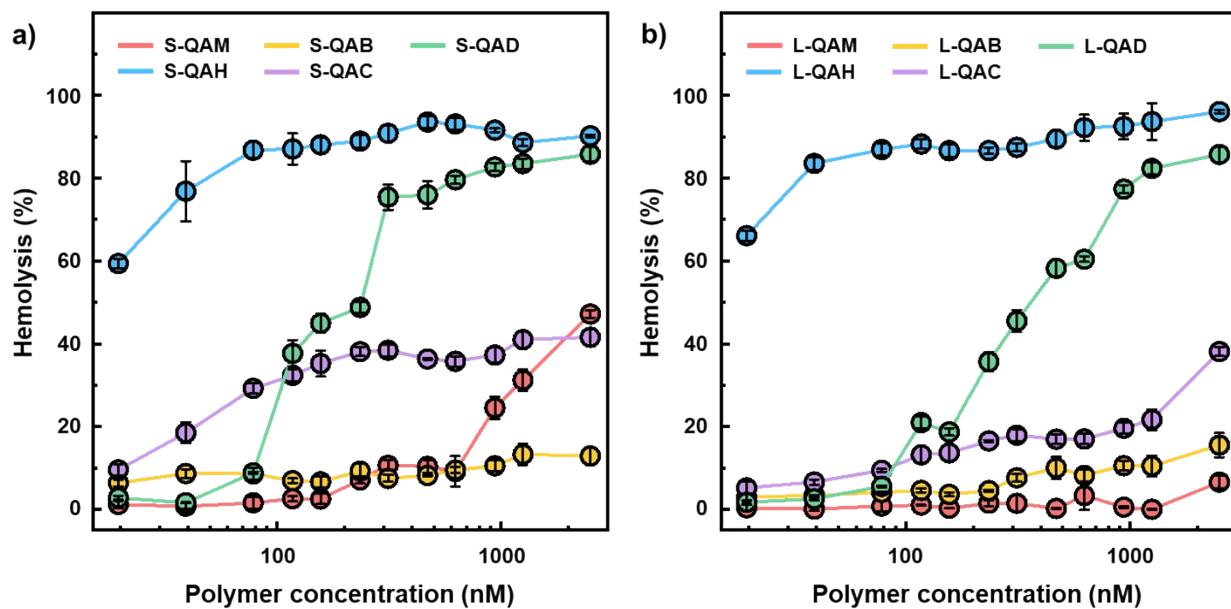 a)
S-QAM S-QAB S-QAD
S-QAH S-QAC
Hemolysis (%)
100
80
60
40
20
0
100 1000
Polymer concentration (nM)
b)
L-QAM L-QAB L-QAD
L-QAH L-QAC
Hemolysis (%)
100
80
60
40
20
0
100 1000
Polymer concentration (nM)